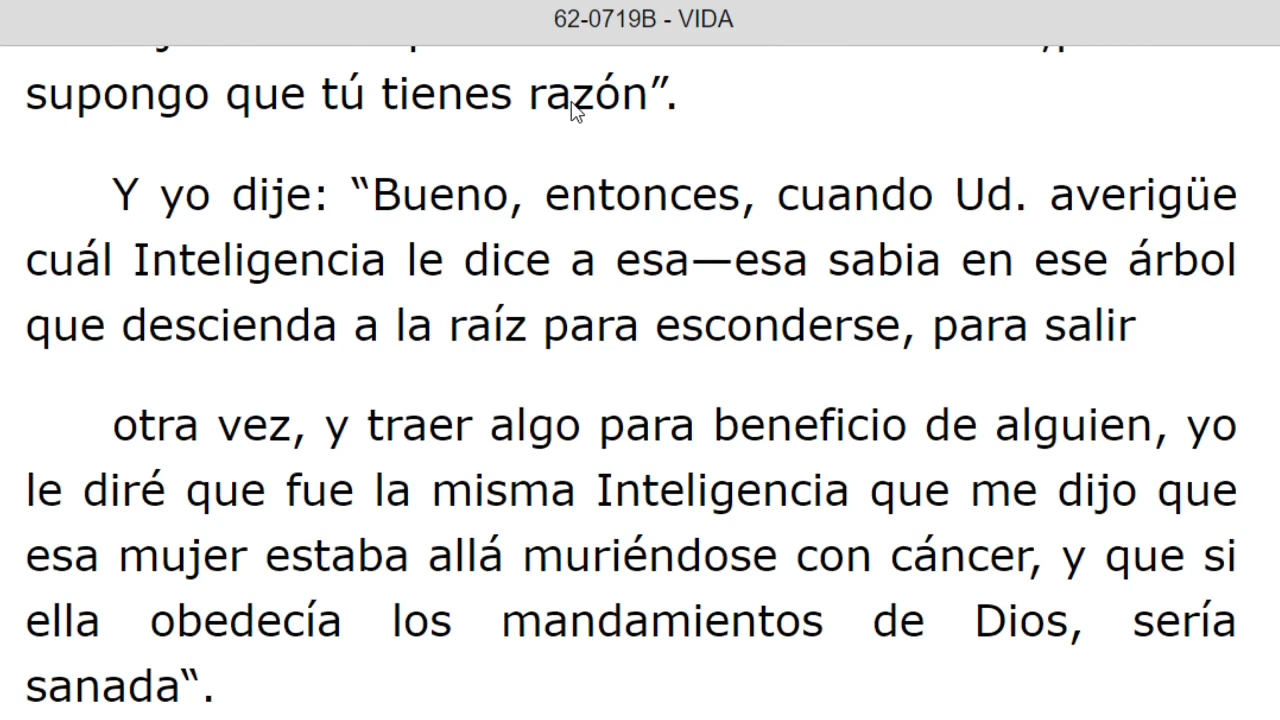 62-0719B - VIDA
supongo que tú tienes razón”.
Y yo dije: “Bueno, entonces, cuando Ud. averigüe
cuál Inteligencia le dice a esa—esa sabia en ese árbol
que descienda a la raíz para esconderse, para salir
otra vez, y traer algo para beneficio de alguien, yo
le diré que fue la misma Inteligencia que me dijo que
esa mujer estaba allá muriéndose con cáncer, y que si
ella obedecía los mandamientos de Dios, sería
sanada“.